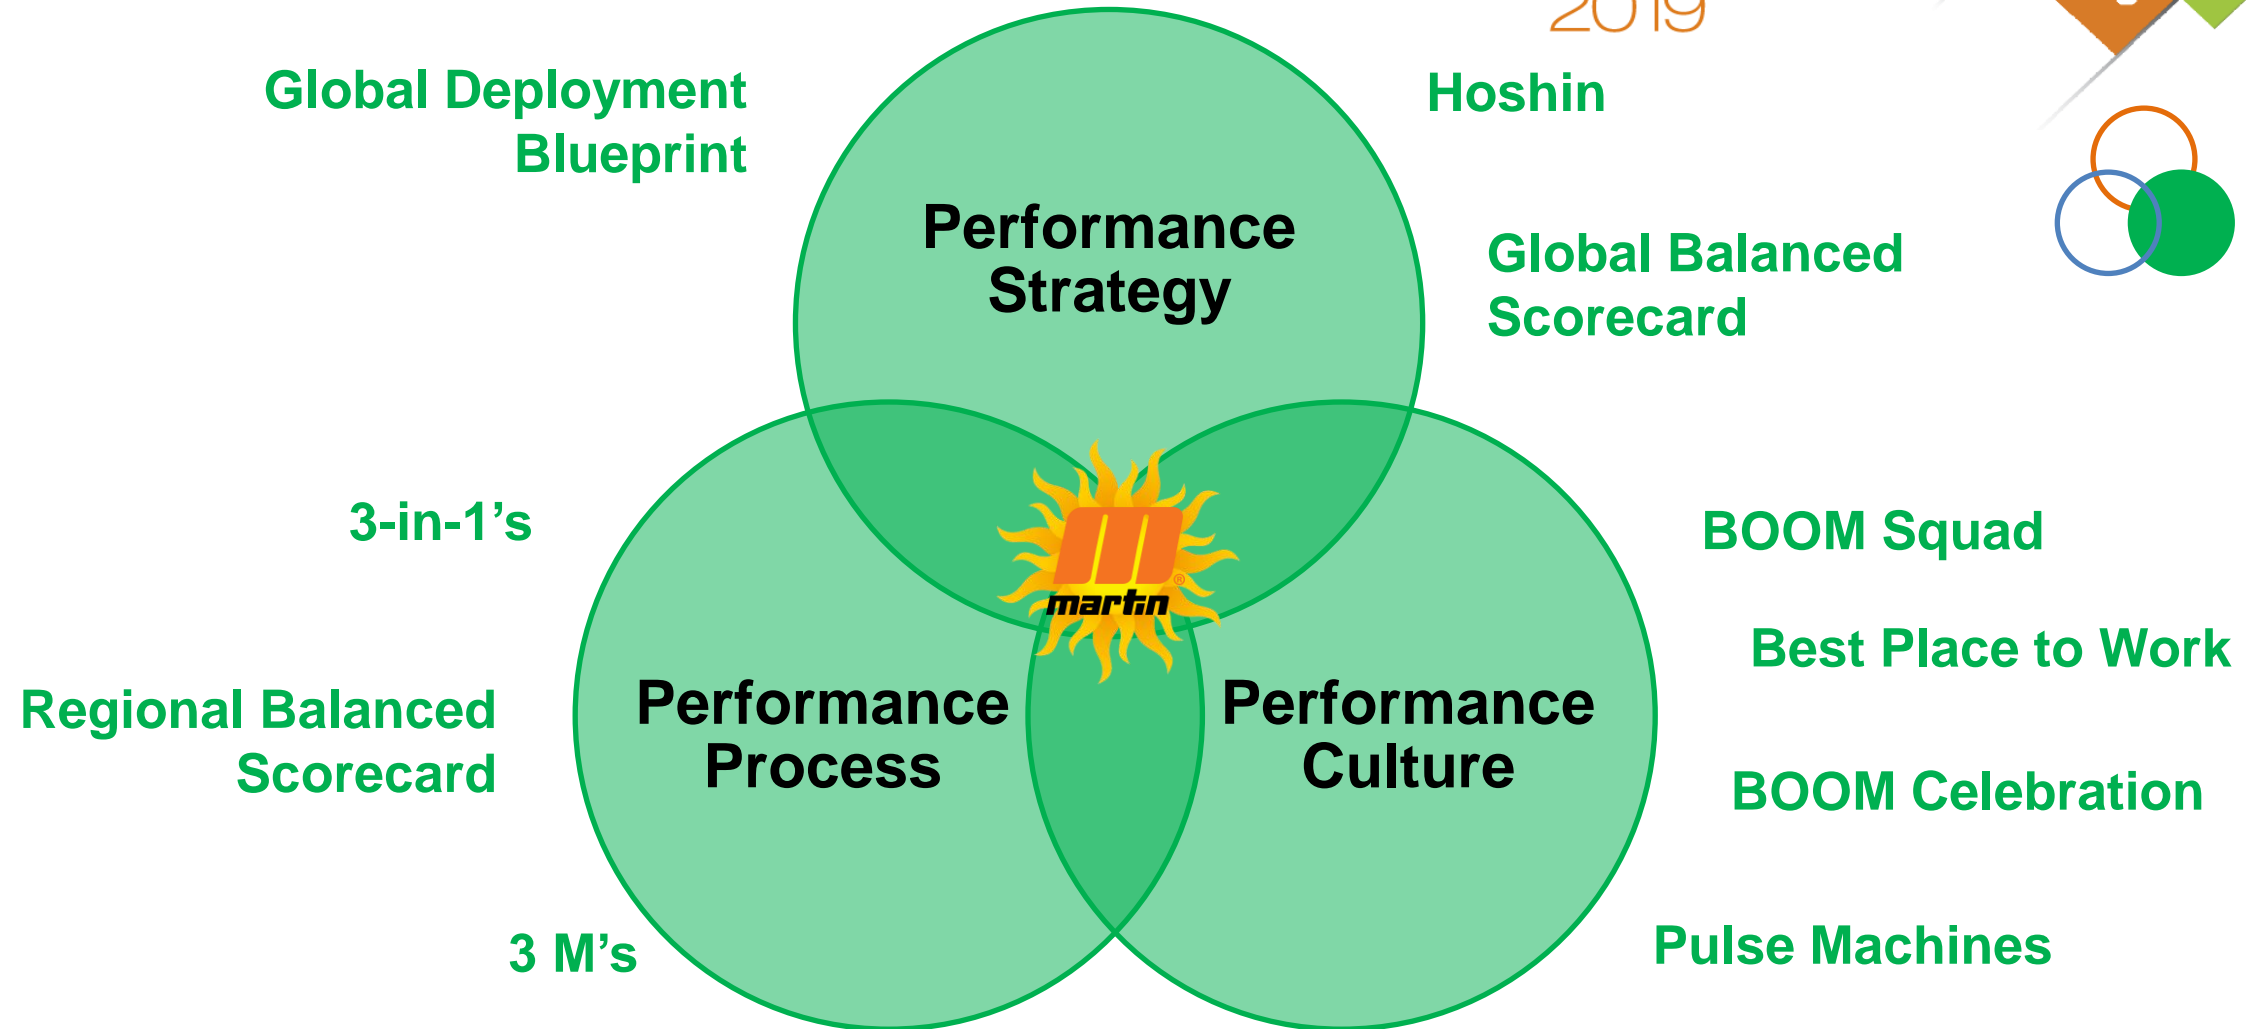 2019
Global Deployment
Blueprint
Hoshin
Performance
Strategy
Global Balanced
Scorecard
3-in-1’s
BOOM Squad
martin
®
Best Place to Work
Regional Balanced
Scorecard
Performance
Process
Performance
Culture
BOOM Celebration
3 M’s
Pulse Machines